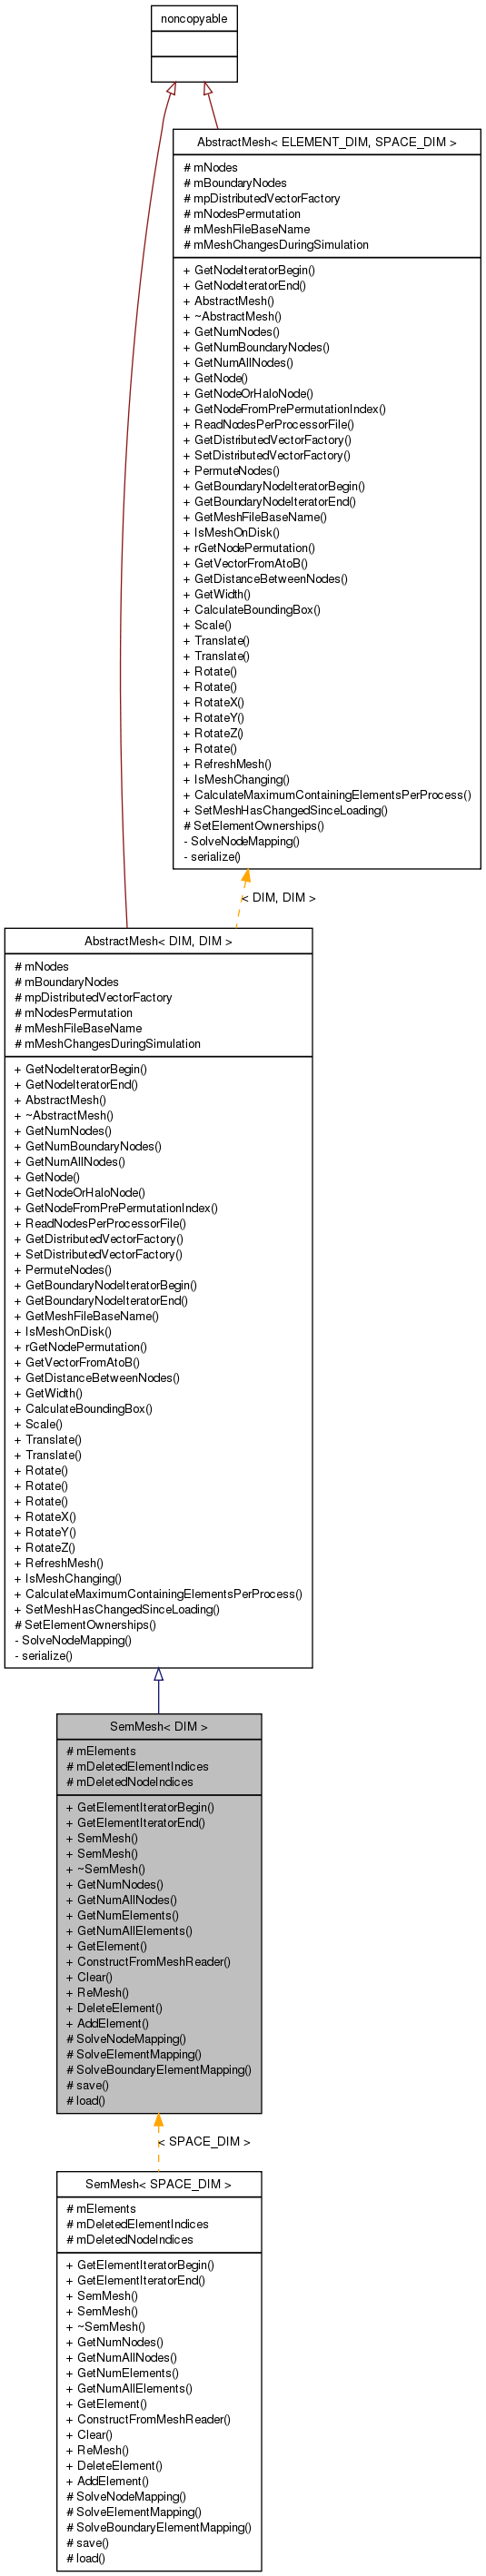 noncopyable
AbstractMesh< ELEMENT_DIM, SPACE_DIM >
# mNodes
# mBoundaryNodes
# mpDistributedVectorFactory
# mNodesPermutation
# mMeshFileBaseName
# mMeshChangesDuringSimulation
+ GetNodeIteratorBegin()
+ GetNodeIteratorEnd()
+ AbstractMesh()
+ ~AbstractMesh()
+ GetNumNodes()
+ GetNumBoundaryNodes()
+ GetNumAllNodes()
+ GetNode()
+ GetNodeOrHaloNode()
+ GetNodeFromPrePermutationIndex()
+ ReadNodesPerProcessorFile()
+ GetDistributedVectorFactory()
+ SetDistributedVectorFactory()
+ PermuteNodes()
+ GetBoundaryNodeIteratorBegin()
+ GetBoundaryNodeIteratorEnd()
+ GetMeshFileBaseName()
+ IsMeshOnDisk()
+ rGetNodePermutation()
+ GetVectorFromAtoB()
+ GetDistanceBetweenNodes()
+ GetWidth()
+ CalculateBoundingBox()
+ Scale()
+ Translate()
+ Translate()
+ Rotate()
+ Rotate()
+ RotateX()
+ RotateY()
+ RotateZ()
+ Rotate()
+ RefreshMesh()
+ IsMeshChanging()
+ CalculateMaximumContainingElementsPerProcess()
+ SetMeshHasChangedSinceLoading()
# SetElementOwnerships()
- SolveNodeMapping()
- serialize()
< DIM, DIM >
AbstractMesh< DIM, DIM >
# mNodes
# mBoundaryNodes
# mpDistributedVectorFactory
# mNodesPermutation
# mMeshFileBaseName
# mMeshChangesDuringSimulation
+ GetNodeIteratorBegin()
+ GetNodeIteratorEnd()
+ AbstractMesh()
+ ~AbstractMesh()
+ GetNumNodes()
+ GetNumBoundaryNodes()
+ GetNumAllNodes()
+ GetNode()
+ GetNodeOrHaloNode()
+ GetNodeFromPrePermutationIndex()
+ ReadNodesPerProcessorFile()
+ GetDistributedVectorFactory()
+ SetDistributedVectorFactory()
+ PermuteNodes()
+ GetBoundaryNodeIteratorBegin()
+ GetBoundaryNodeIteratorEnd()
+ GetMeshFileBaseName()
+ IsMeshOnDisk()
+ rGetNodePermutation()
+ GetVectorFromAtoB()
+ GetDistanceBetweenNodes()
+ GetWidth()
+ CalculateBoundingBox()
+ Scale()
+ Translate()
+ Translate()
+ Rotate()
+ Rotate()
+ Rotate()
+ RotateX()
+ RotateY()
+ RotateZ()
+ RefreshMesh()
+ IsMeshChanging()
+ CalculateMaximumContainingElementsPerProcess()
+ SetMeshHasChangedSinceLoading()
# SetElementOwnerships()
- SolveNodeMapping()
- serialize()
SemMesh< DIM >
# mElements
# mDeletedElementIndices
# mDeletedNodeIndices
+ GetElementIteratorBegin()
+ GetElementIteratorEnd()
+ SemMesh()
+ SemMesh()
+ ~SemMesh()
+ GetNumNodes()
+ GetNumAllNodes()
+ GetNumElements()
+ GetNumAllElements()
+ GetElement()
+ ConstructFromMeshReader()
+ Clear()
+ ReMesh()
+ DeleteElement()
+ AddElement()
# SolveNodeMapping()
# SolveElementMapping()
# SolveBoundaryElementMapping()
# save()
# load()
< SPACE_DIM >
SemMesh< SPACE_DIM >
# mElements
# mDeletedElementIndices
# mDeletedNodeIndices
+ GetElementIteratorBegin()
+ GetElementIteratorEnd()
+ SemMesh()
+ SemMesh()
+ ~SemMesh()
+ GetNumNodes()
+ GetNumAllNodes()
+ GetNumElements()
+ GetNumAllElements()
+ GetElement()
+ ConstructFromMeshReader()
+ Clear()
+ ReMesh()
+ DeleteElement()
+ AddElement()
# SolveNodeMapping()
# SolveElementMapping()
# SolveBoundaryElementMapping()
# save()
# load()